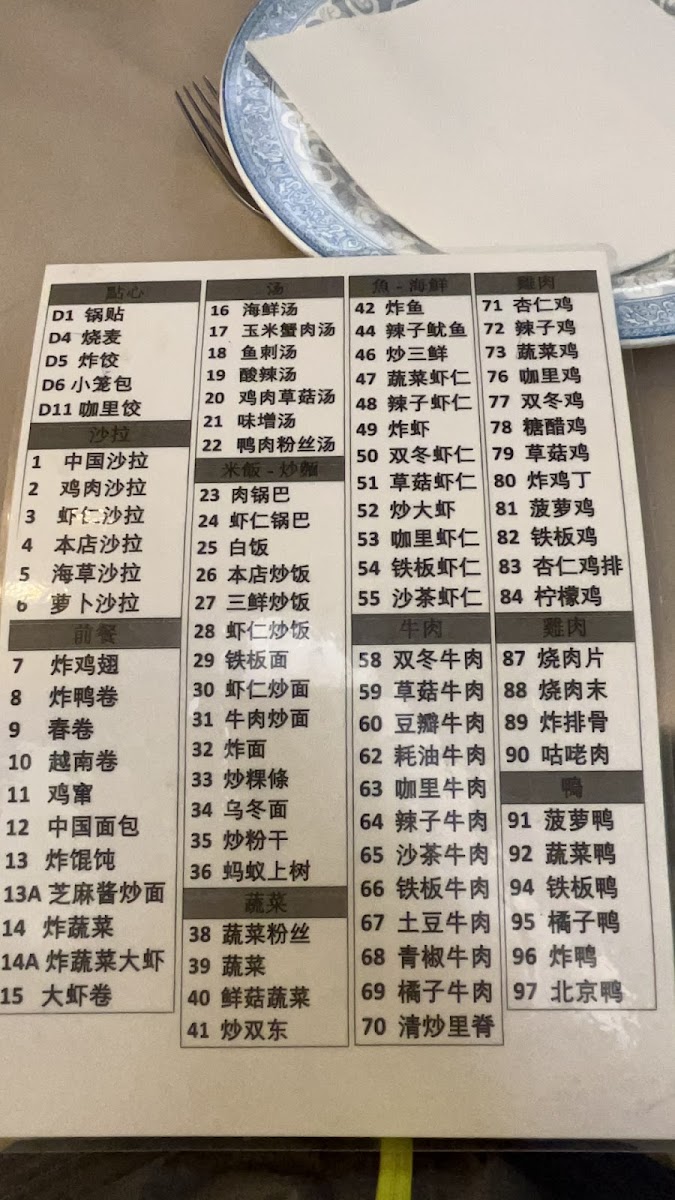 點心
D1 锅贴
D4 烧麦
D5 炸饺
D6 小笼包
D11 咖里饺
沙拉
1 中国沙拉
2 鸡肉沙拉
3 虾仁沙拉
4 本店沙拉
5 海草沙拉
6 萝卜沙拉
前餐
7 炸鸡翅
8 炸鸭卷
9 春卷
10 越南卷
11 鸡窜
12 中国面包
13 炸馄饨
13A 芝麻酱炒面
14 炸蔬菜
14A 炸蔬菜大虾
15 大虾卷
汤
16 海鲜汤
17 玉米蟹肉汤
18 鱼刺汤
19 酸辣汤
20 鸡肉草菇汤
21 味增汤
22 鸭肉粉丝汤
米飯 - 炒麵
23 肉锅巴
24 虾仁锅巴
25 白饭
26 本店炒饭
27 三鲜炒饭
28 虾仁炒饭
29 铁板面
30 虾仁炒面
31 牛肉炒面
32 炸面
33 炒粿條
34 乌冬面
35 炒粉干
36 蚂蚁上树
蔬菜
38 蔬菜粉丝
39 蔬菜
40 鲜菇蔬菜
41 炒双东
魚 - 海鮮
42 炸鱼
44 辣子鱿鱼
46 炒三鲜
47 蔬菜虾仁
48 辣子虾仁
49 炸虾
50 双冬虾仁
51 草菇虾仁
52 炒大虾
53 咖里虾仁
54 铁板虾仁
55 沙茶虾仁
牛肉
58 双冬牛肉
59 草菇牛肉
60 豆瓣牛肉
62 耗油牛肉
63 咖里牛肉
64 辣子牛肉
65 沙茶牛肉
66 铁板牛肉
67 土豆牛肉
68 青椒牛肉
69 橘子牛肉
70 清炒里脊
雞肉
71 杏仁鸡
72 辣子鸡
73 蔬菜鸡
76 咖里鸡
77 双冬鸡
78 糖醋鸡
79 草菇鸡
80 炸鸡丁
81 菠萝鸡
82 铁板鸡
83 杏仁鸡排
84 柠檬鸡
雞肉
87 烧肉片
88 烧肉末
89 炸排骨
90 咕咾肉
鴨
91 菠萝鸭
92 蔬菜鸭
94 铁板鸭
95 橘子鸭
96 炸鸭
97 北京鸭